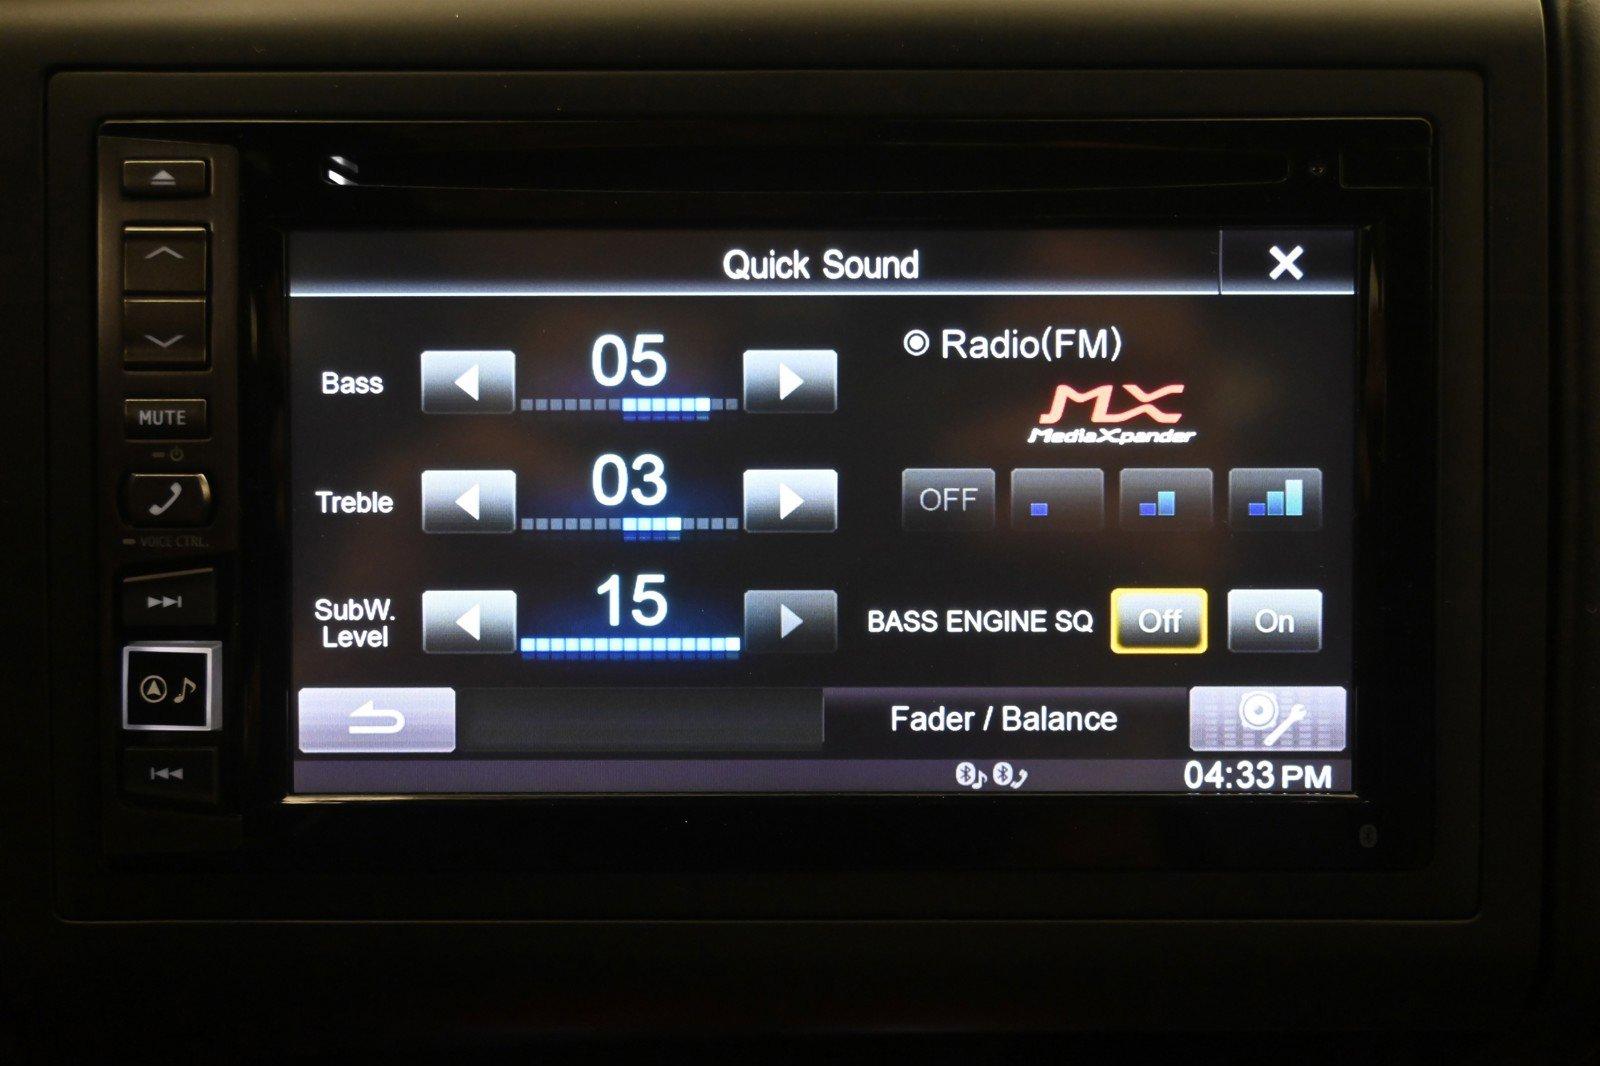 Quick Sound
Bass
05
Radio(FM)
MX
MediaXpander
MUTE
Treble
03
OFF
VOICE CTRL.
SubW.
Level
15
BASS ENGINE SQ
Off
On
Fader / Balance
04:33 PM